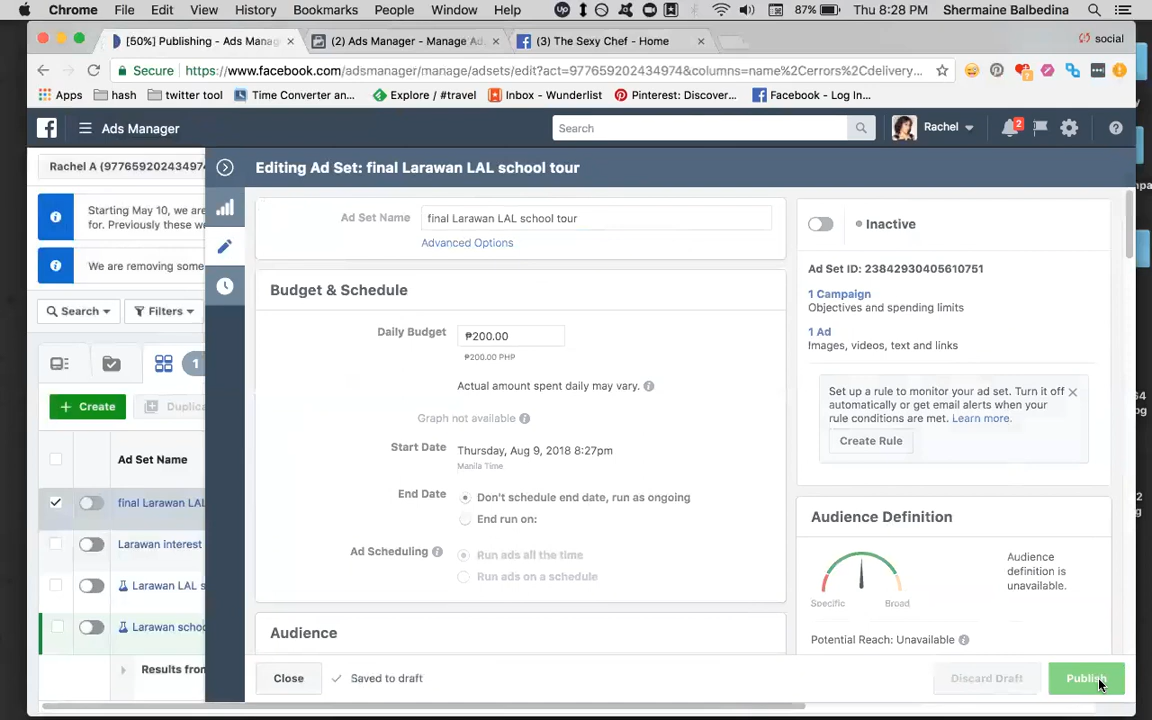 Chrome File Edit View History Bookmarks People Window Help 87% Thu 8:28 PM Shermaine Balbedina
[50%] Publishing - Ads Mana
(2) Ads Manager - Manage Ad
(3) The Sexy Chef - Home
social
Secure https://www.facebook.com/adsmanager/manage/adsets/edit?act=977659202434974&columns=name%2Cerrors%2Cdelivery...
Apps hash twitter tool Time Converter an... Explore / #travel Inbox - Wunderlist Pinterest: Discover... Facebook - Log In...
Ads Manager
Search
Rachel
2
Rachel A (97765920243497
Editing Ad Set: final Larawan LAL school tour
Starting May 10, we are
for. Previously these w
We are removing some
Search Filters
1
+ Create
Duplica
Ad Set Name
final Larawan LAL
Larawan interest
Larawan LAL s
Larawan schoo
Results from
Ad Set Name
final Larawan LAL school tour
Advanced Options
Budget & Schedule
Daily Budget
₱200.00
₱200.00 PHP
Actual amount spent daily may vary.
Graph not available
Start Date
Thursday, Aug 9, 2018 8:27pm
Manila Time
End Date
Don't schedule end date, run as ongoing
End run on:
Ad Scheduling
Run ads all the time
Run ads on a schedule
Audience
Inactive
Ad Set ID: 23842930405610751
1 Campaign
Objectives and spending limits
1 Ad
Images, videos, text and links
Set up a rule to monitor your ad set. Turn it off
automatically or get email alerts when your
rule conditions are met. Learn more.
Create Rule
Audience Definition
Audience
definition is
unavailable.
Specific
Broad
Potential Reach: Unavailable
Close
Saved to draft
Discard Draft
Publish